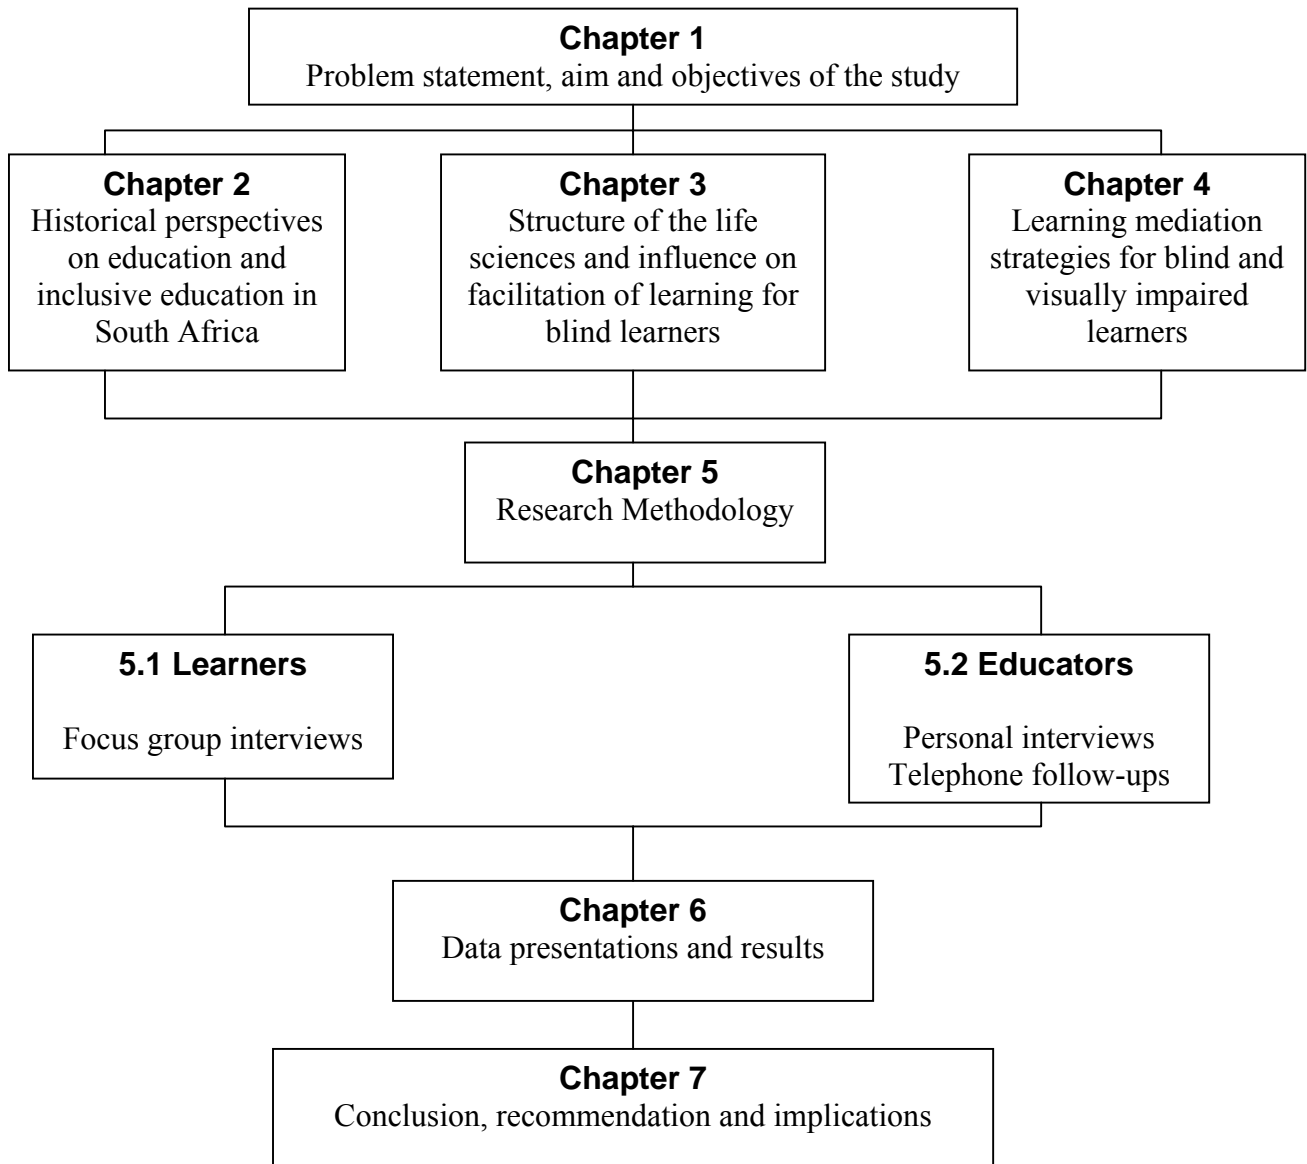 Chapter 1
Problem statement, aim and objectives of the study
Chapter 2
Historical perspectives
on education and
inclusive education in
South Africa
Chapter 3
Structure of the life
sciences and influence on
facilitation of learning for
blind learners
Chapter 4
Learning mediation
strategies for blind and
visually impaired
learners
Chapter 5
Research Methodology
5.1 Learners
Focus group interviews
5.2 Educators
Personal interviews
Telephone follow-ups
Chapter 6
Data presentations and results
Chapter 7
Conclusion, recommendation and implications